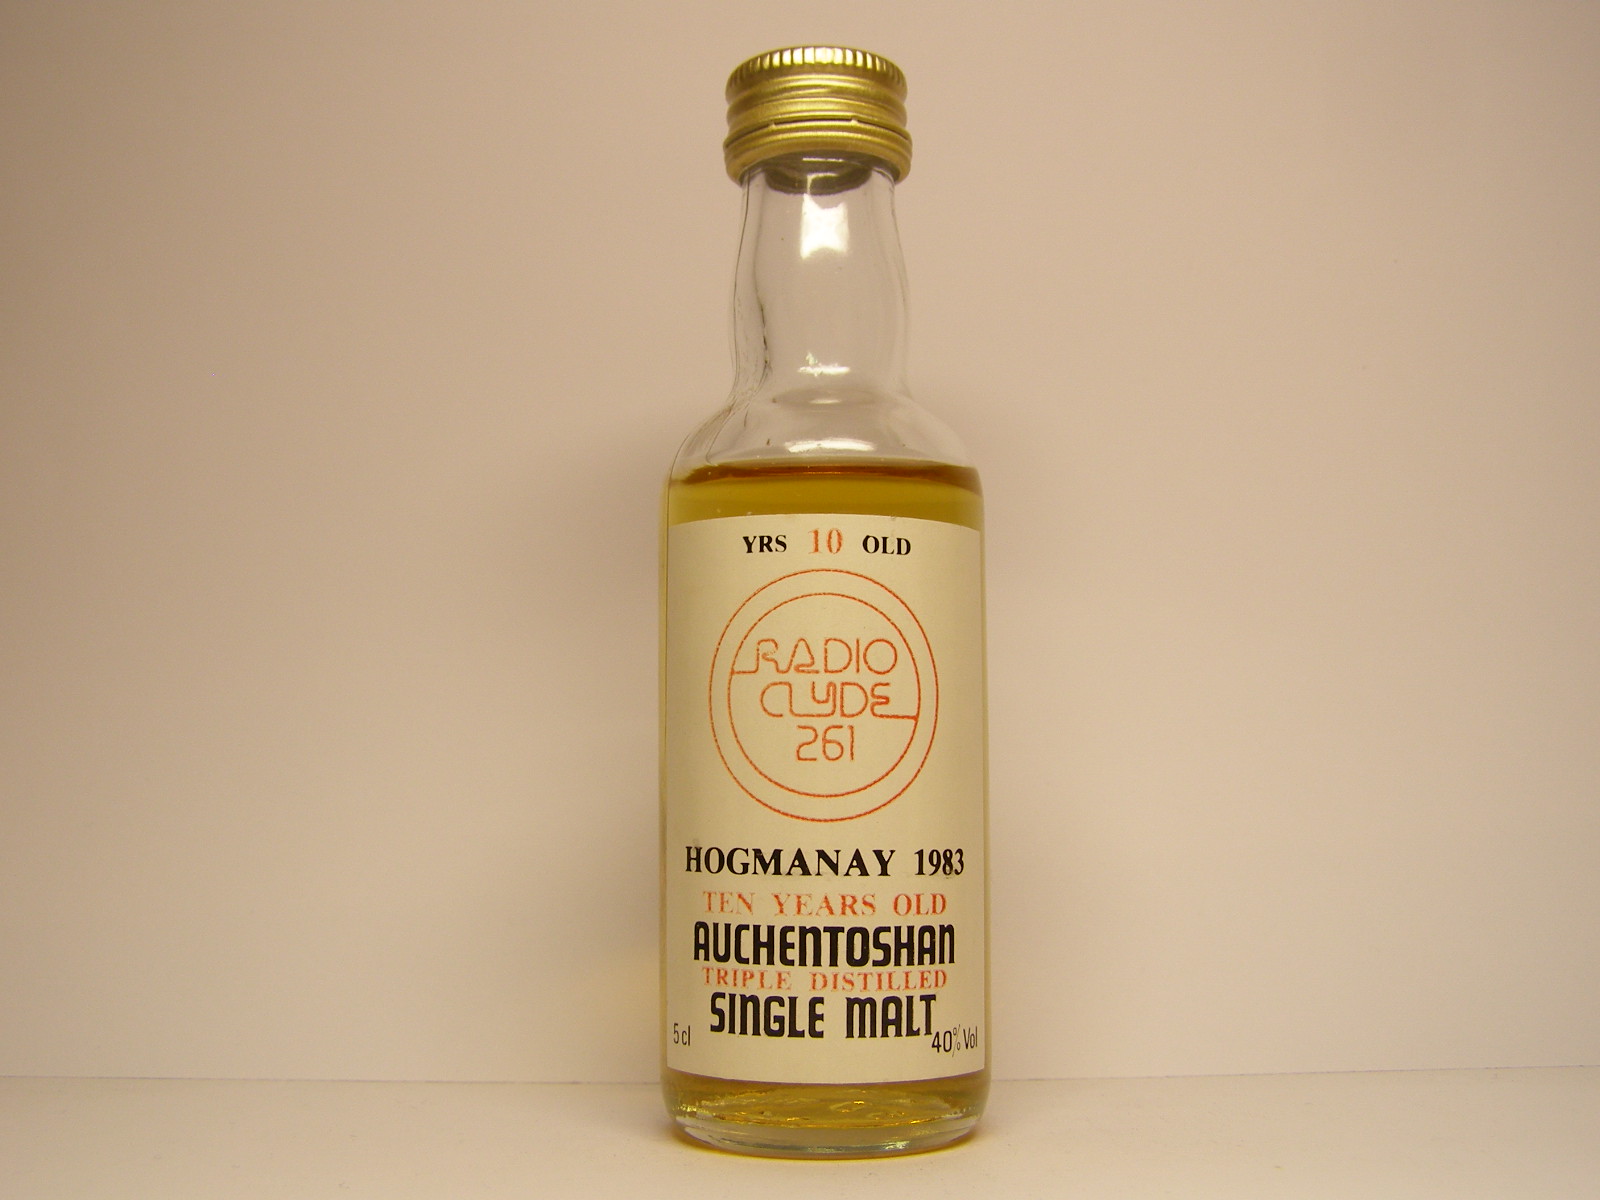 YRS 10 OLD
RADIO
CLYDE
261
HOGMANAY 1983
TEN YEARS OLD
AUCHENTOSHAN
TRIPLE DISTILLED
SINGLE MALT
5 cl 40% Vol